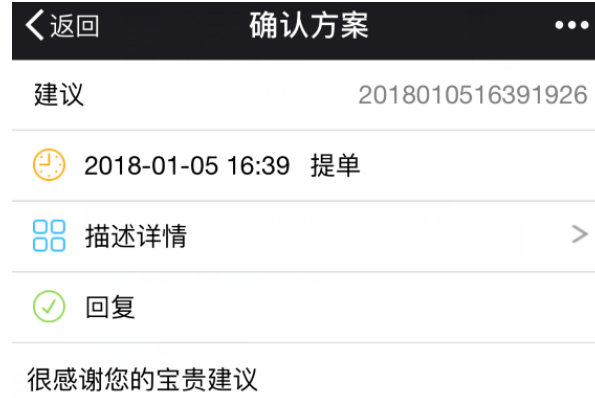 返回 确认方案
建议 2018010516391926
2018-01-05 16:39 提单
描述详情
回复
很感谢您的宝贵建议